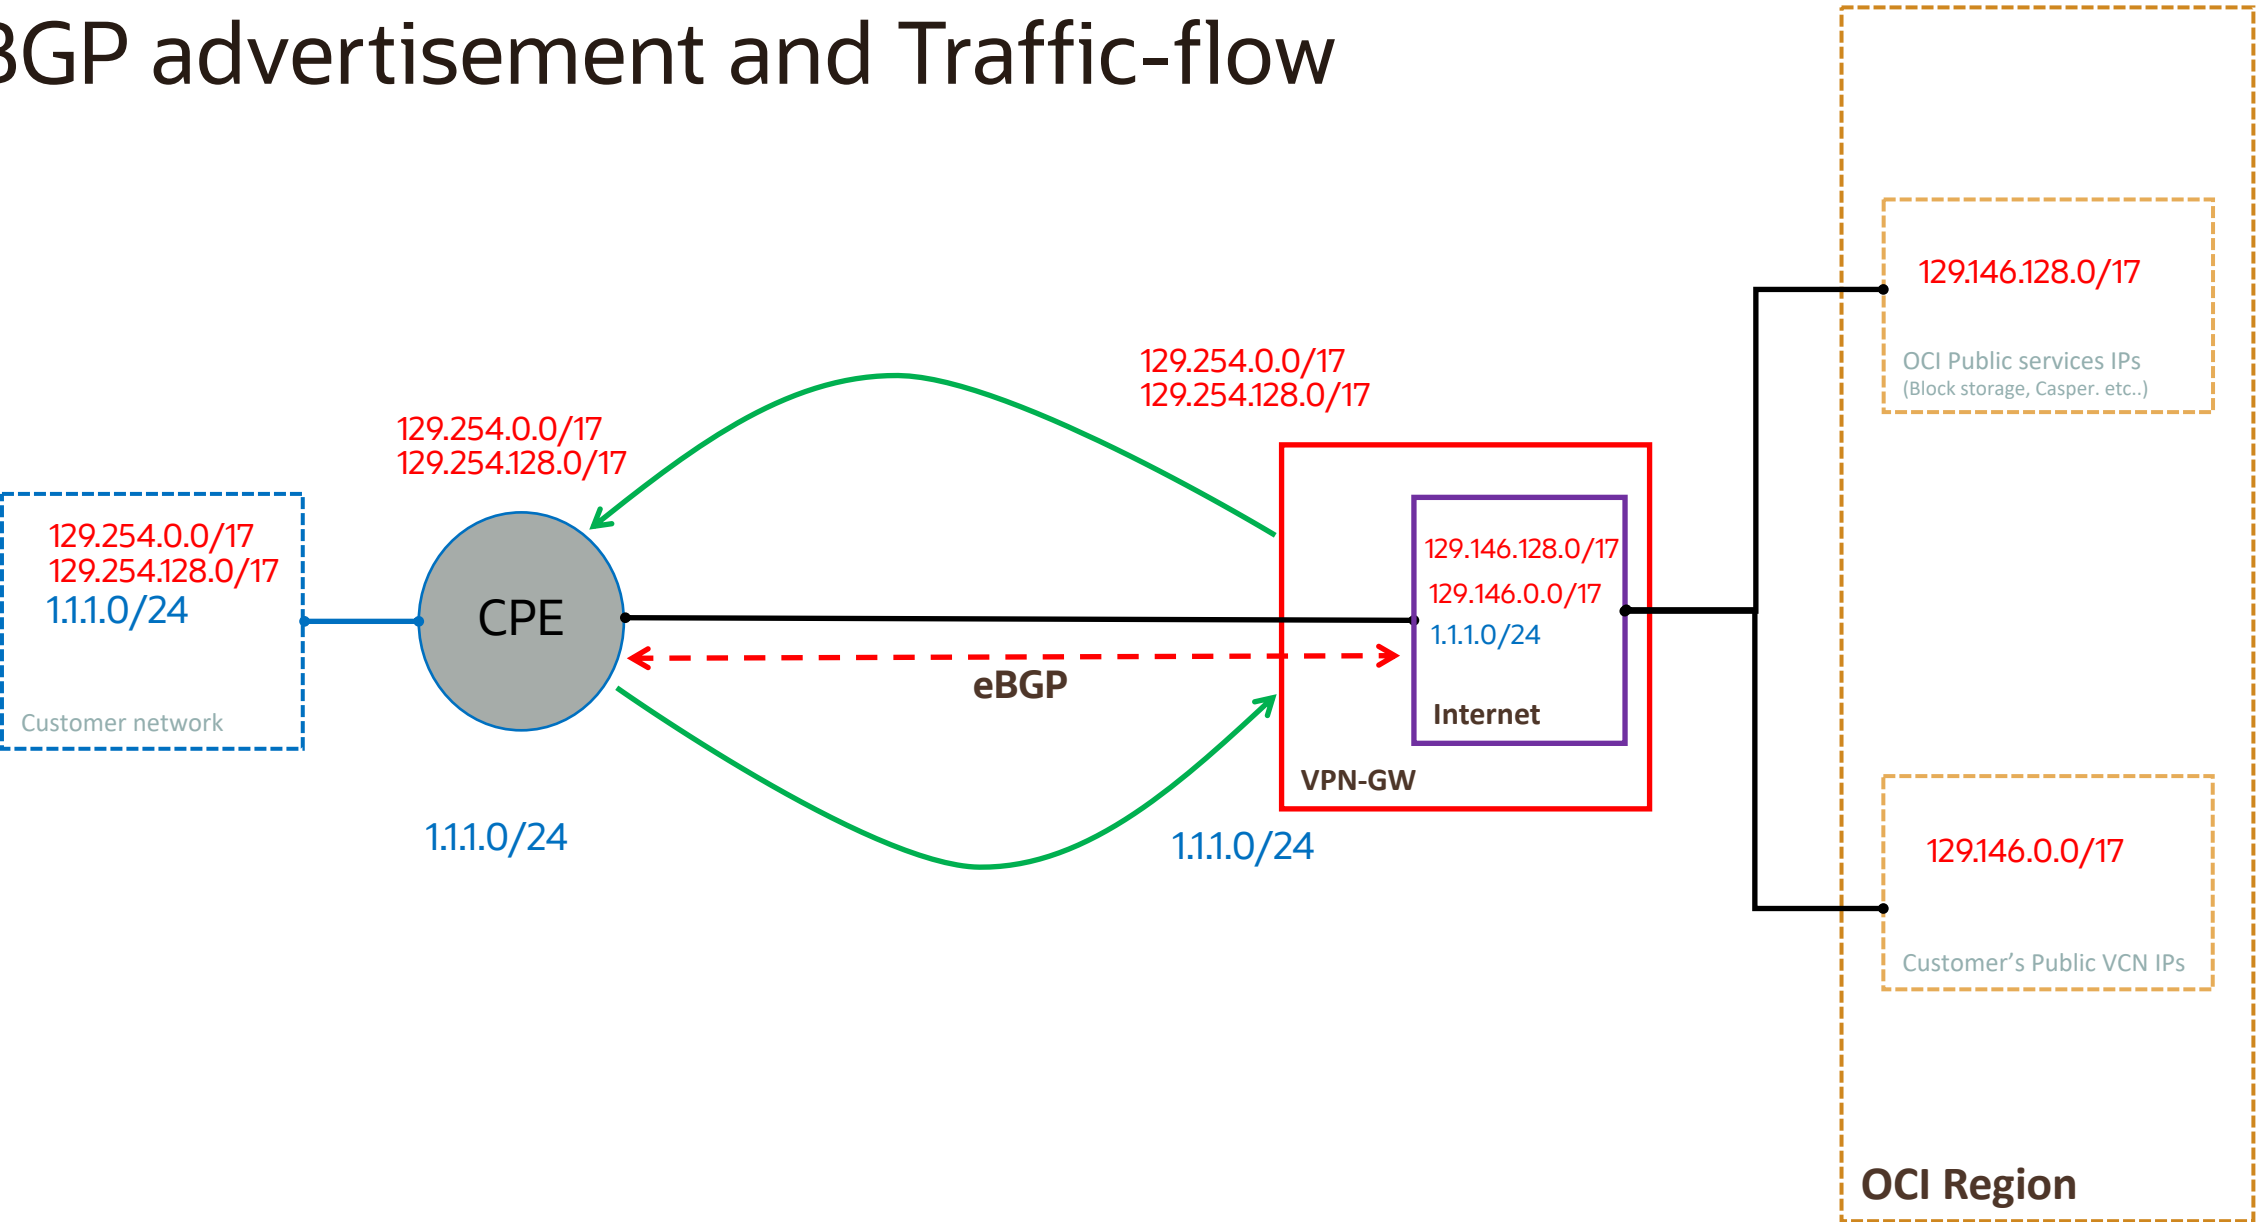 BGP advertisement and Traffic-flow
129.146.128.0/17
OCI Public services IPs
(Block storage, Casper. etc..)
129.254.0.0/17
129.254.128.0/17
129.254.0.0/17
129.254.128.0/17
129.254.0.0/17
129.254.128.0/17
1.1.1.0/24
Customer network
CPE
eBGP
129.146.128.0/17
129.146.0.0/17
1.1.1.0/24
Internet
VPN-GW
1.1.1.0/24
1.1.1.0/24
129.146.0.0/17
Customer's Public VCN IPs
OCI Region